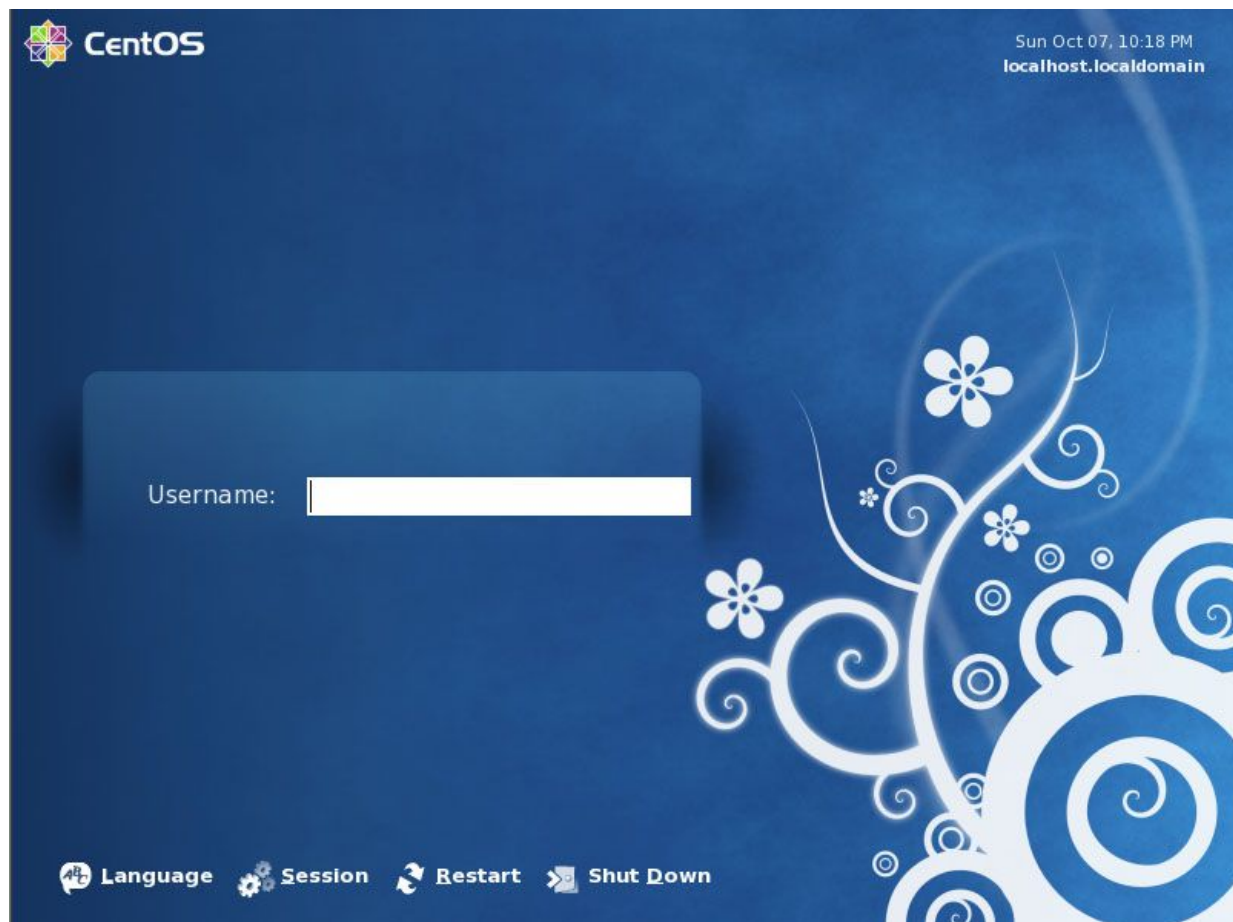 CentOS
Sun Oct 07, 10:18 PM
localhost.localdomain
Username:
Language Session Restart Shut Down